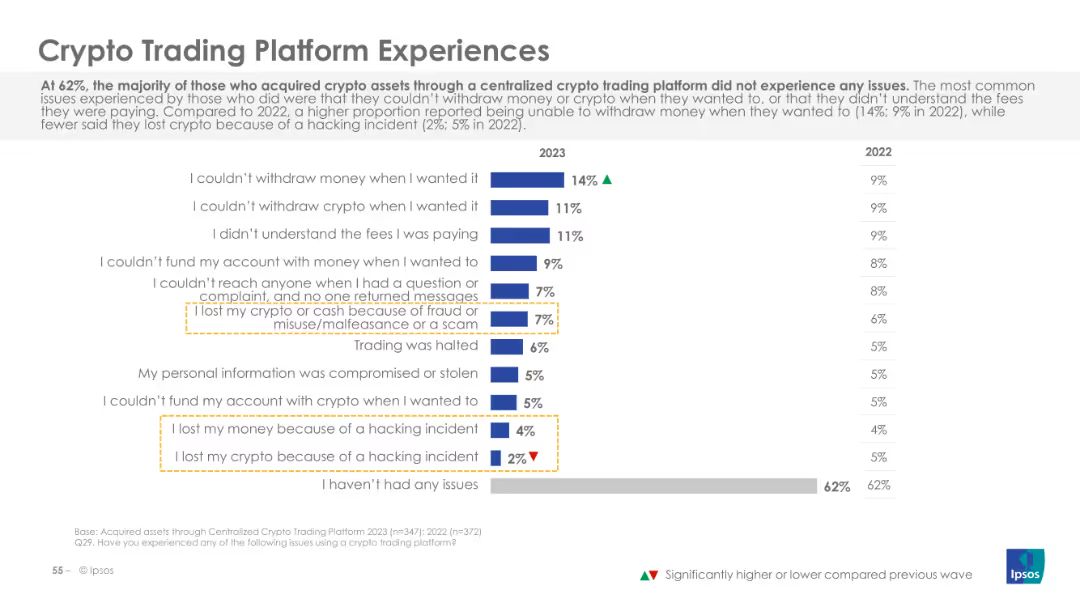 Crypto Trading Platform Experiences
At 62%, the majority of those who acquired crypto assets through a centralized crypto trading platform did not experience any issues. The most common
issues experienced by those who did were that they couldn't withdraw money or crypto when they wanted to, or that they didn't understand the fees
they were paying. Compared to 2022, a higher proportion reported being unable to withdraw money when they wanted to (14%; 9% in 2022), while
fewer said they lost crypto because of a hacking incident (2%; 5% in 2022).
2023 2022
I couldn't withdraw money when I wanted it 14% ▲ 9%
I couldn't withdraw crypto when I wanted it 11% 9%
I didn't understand the fees I was paying 11% 9%
I couldn't fund my account with money when I wanted to 9% 8%
I couldn't reach anyone when I had a question or
complaint, and no one returned messages 7% 8%
I lost my crypto or cash because of fraud or
misuse/malfeasance or a scam 7% 6%
Trading was halted 6% 5%
My personal information was compromised or stolen 5% 5%
I couldn't fund my account with crypto when I wanted to 5% 5%
I lost my money because of a hacking incident 4% 4%
I lost my crypto because of a hacking incident 2% ▼ 5%
I haven't had any issues 62% 62%
Base: Acquired assets through Centralized Crypto Trading Platform 2023 (n=347); 2022 (n=372)
Q29. Have you experienced any of the following issues using a crypto trading platform?
55 – © Ipsos
▲▼ Significantly higher or lower compared previous wave
Ipsos